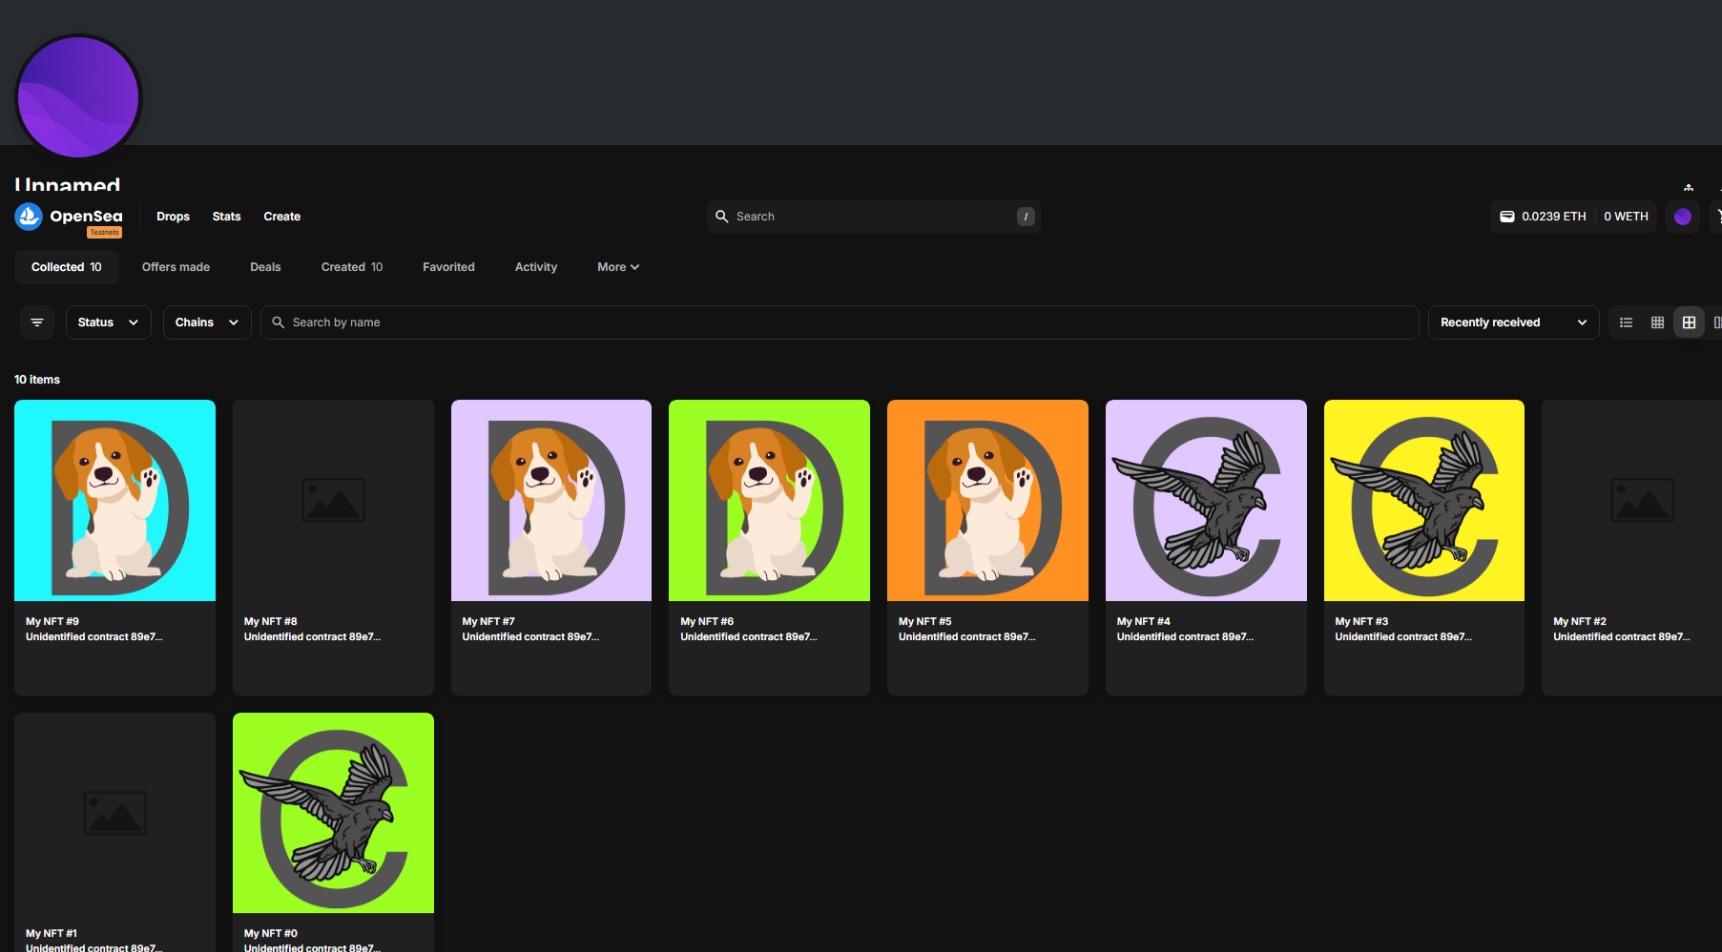 Unnamed
OpenSea
Testnets
Drops
Stats
Create
Search
/
0.0239 ETH
0 WETH
Collected 10
Offers made
Deals
Created 10
Favorited
Activity
More
Status
Chains
Search by name
Recently received
10 items
My NFT #9
Unidentified contract 89e7...
My NFT #8
Unidentified contract 89e7...
My NFT #7
Unidentified contract 89e7...
My NFT #6
Unidentified contract 89e7...
My NFT #5
Unidentified contract 89e7...
My NFT #4
Unidentified contract 89e7...
My NFT #3
Unidentified contract 89e7...
My NFT #2
Unidentified contract 89e7...
My NFT #1
Unidentified contract 89e7...
My NFT #0
Unidentified contract 89e7...